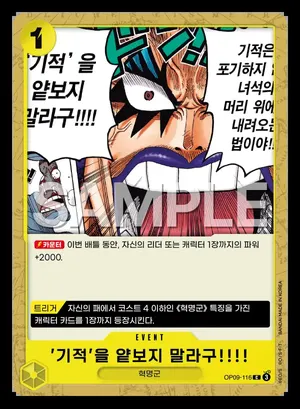 1
'기적'을
얕보지
말라구!!!!
기적은
포기하지
녀석의
머리 위에
내려오는
법이야!!
SAMPLE
카운터 이번 배틀 동안, 자신의 리더 또는 캐릭터 1장까지의 파워
+2000.
트리거 자신의 패에서 코스트 4 이하인 《혁명군》 특징을 가진
캐릭터 카드를 1장까지 등장시킨다.
EVENT
'기적'을 얕보지 말라구!!!!
혁명군
OP09-116 C 3